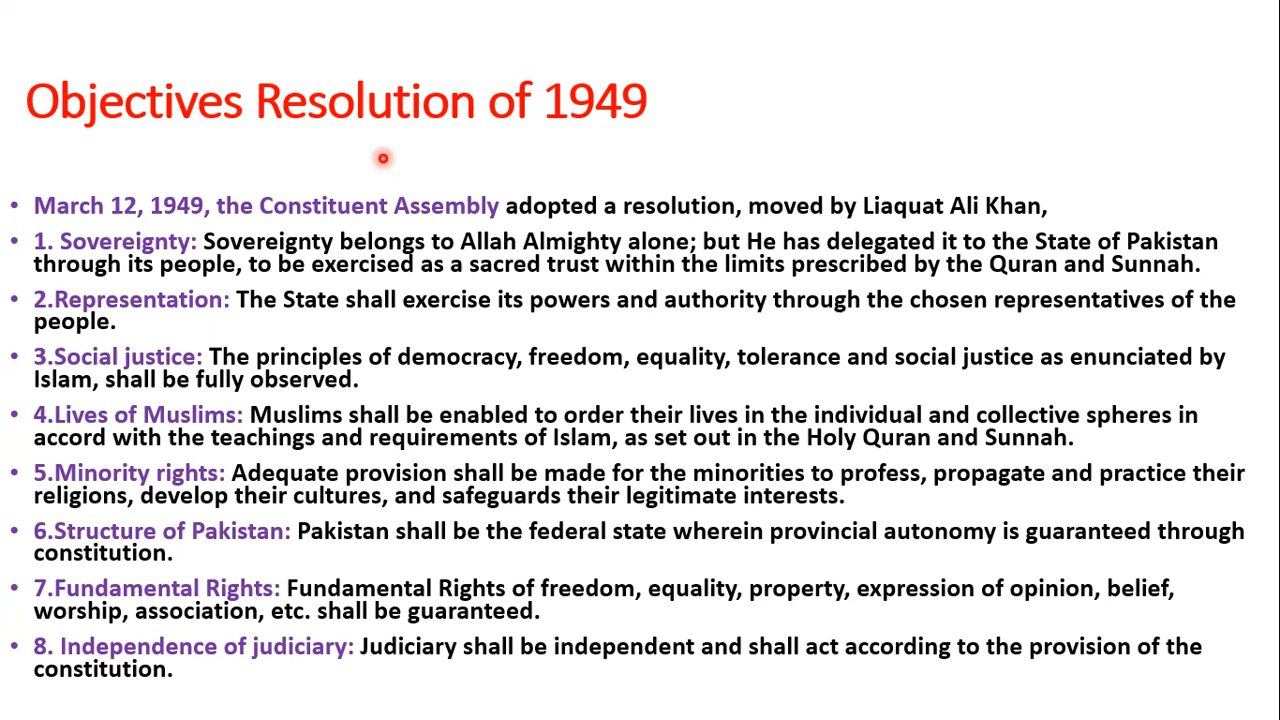 Objectives Resolution of 1949
• March 12, 1949, the Constituent Assembly adopted a resolution, moved by Liaquat Ali Khan,
• 1. Sovereignty: Sovereignty belongs to Allah Almighty alone; but He has delegated it to the State of Pakistan
through its people, to be exercised as a sacred trust within the limits prescribed by the Quran and Sunnah.
• 2.Representation: The State shall exercise its powers and authority through the chosen representatives of the
people.
• 3.Social justice: The principles of democracy, freedom, equality, tolerance and social justice as enunciated by
Islam, shall be fully observed.
• 4.Lives of Muslims: Muslims shall be enabled to order their lives in the individual and collective spheres in
accord with the teachings and requirements of Islam, as set out in the Holy Quran and Sunnah.
• 5.Minority rights: Adequate provision shall be made for the minorities to profess, propagate and practice their
religions, develop their cultures, and safeguards their legitimate interests.
• 6.Structure of Pakistan: Pakistan shall be the federal state wherein provincial autonomy is guaranteed through
constitution.
• 7.Fundamental Rights: Fundamental Rights of freedom, equality, property, expression of opinion, belief,
worship, association, etc. shall be guaranteed.
• 8. Independence of judiciary: Judiciary shall be independent and shall act according to the provision of the
constitution.